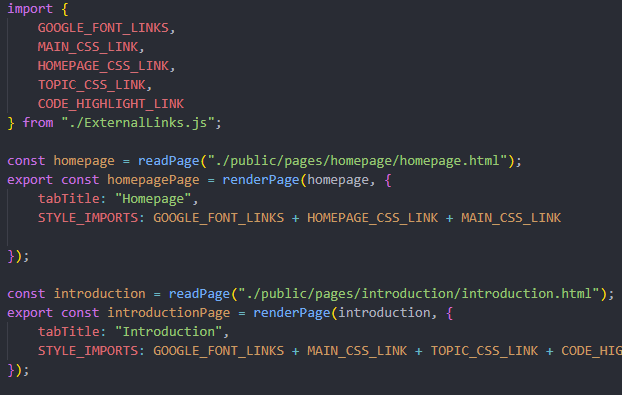 import {
    GOOGLE_FONT_LINKS,
    MAIN_CSS_LINK,
    HOMEPAGE_CSS_LINK,
    TOPIC_CSS_LINK,
    CODE_HIGHLIGHT_LINK
} from "./ExternalLinks.js";

const homepage = readPage("./public/pages/homepage/homepage.html");
export const homepagePage = renderPage(homepage, {
    tabTitle: "Homepage",
    STYLE_IMPORTS: GOOGLE_FONT_LINKS + HOMEPAGE_CSS_LINK + MAIN_CSS_LINK

});

const introduction = readPage("./public/pages/introduction/introduction.html");
export const introductionPage = renderPage(introduction, {
    tabTitle: "Introduction",
    STYLE_IMPORTS: GOOGLE_FONT_LINKS + MAIN_CSS_LINK + TOPIC_CSS_LINK + CODE_HIG
});